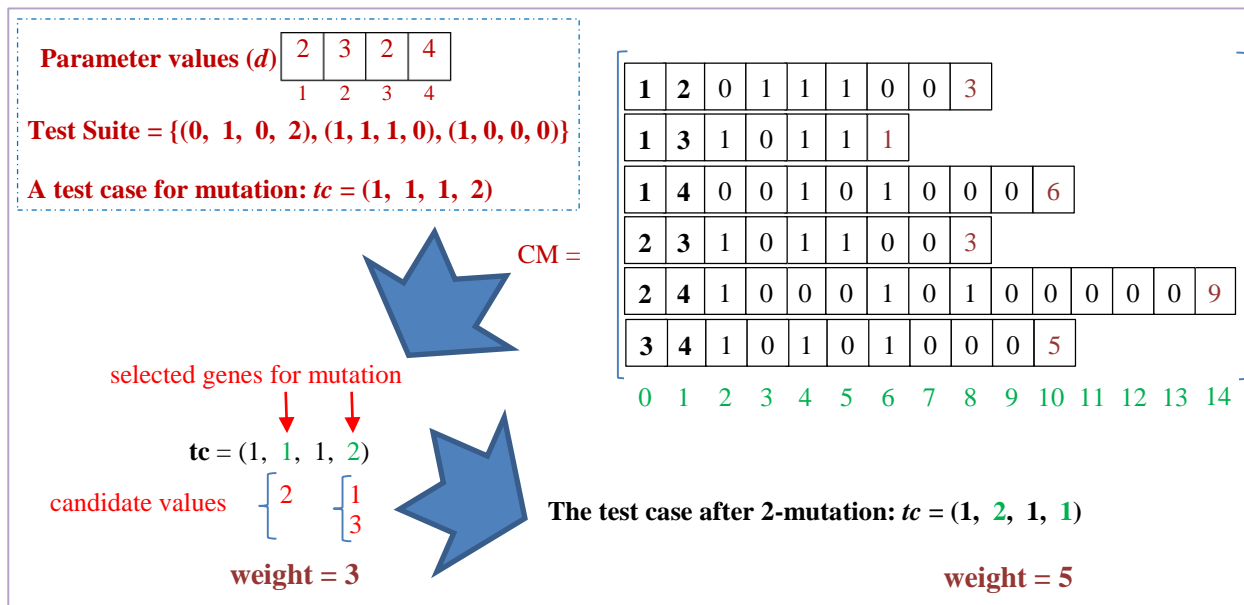 Parameter values (d) 2 3 2 4
1 2 3 4
Test Suite = {(0, 1, 0, 2), (1, 1, 1, 0), (1, 0, 0, 0)}
A test case for mutation: tc = (1, 1, 1, 2)
CM =
1 2 0 1 1 1 0 0 3
1 3 1 0 1 1 1
1 4 0 0 1 0 1 0 0 0 6
2 3 1 0 1 1 0 0 3
2 4 1 0 0 0 1 0 1 0 0 0 0 0 9
3 4 1 0 1 0 1 0 0 0 5
0 1 2 3 4 5 6 7 8 9 10 11 12 13 14
selected genes for mutation
tc = (1, 1, 1, 2)
candidate values 2 1
3
weight = 3
The test case after 2-mutation: tc = (1, 2, 1, 1)
weight = 5